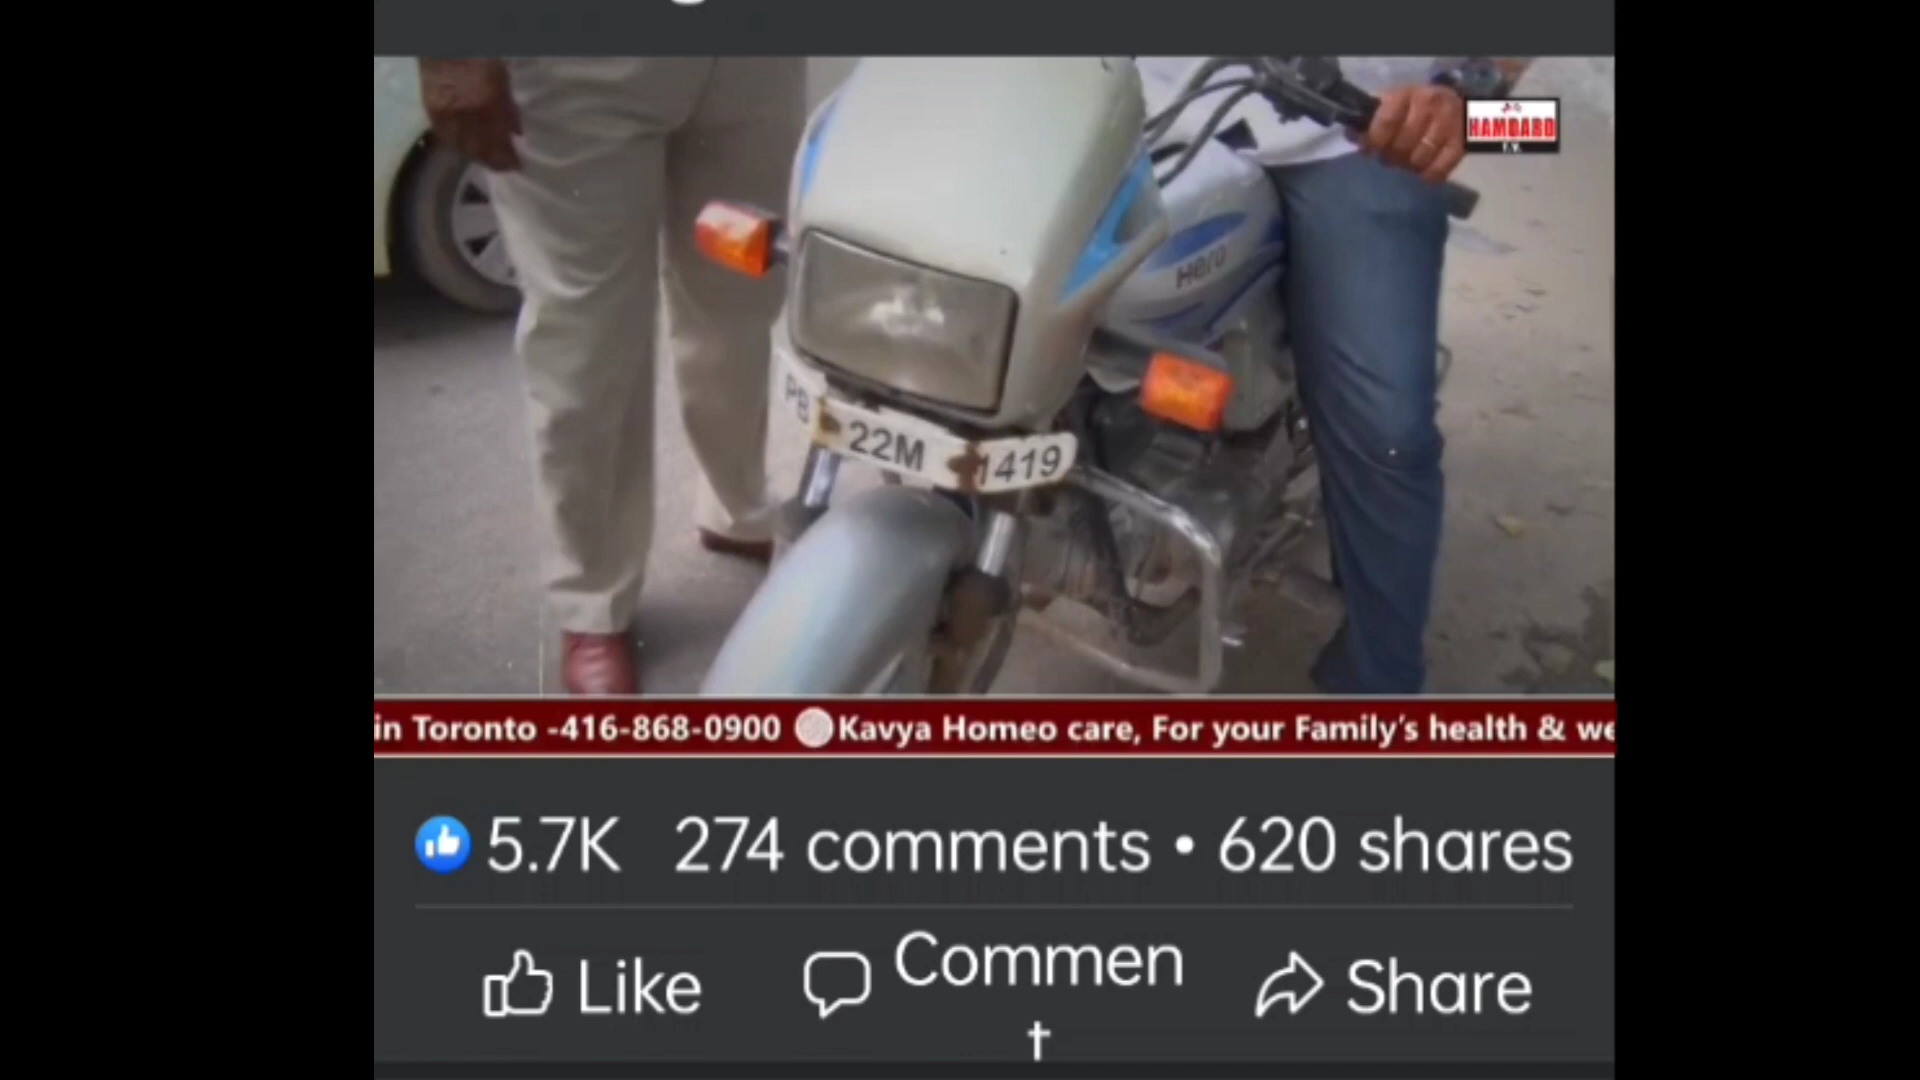 HAMDARD
T.V.
Hero
PB 22M 1419
in Toronto -416-868-0900 Kavya Homeo care, For your Family's health & we
5.7K 274 comments • 620 shares
Like Commen Share
t